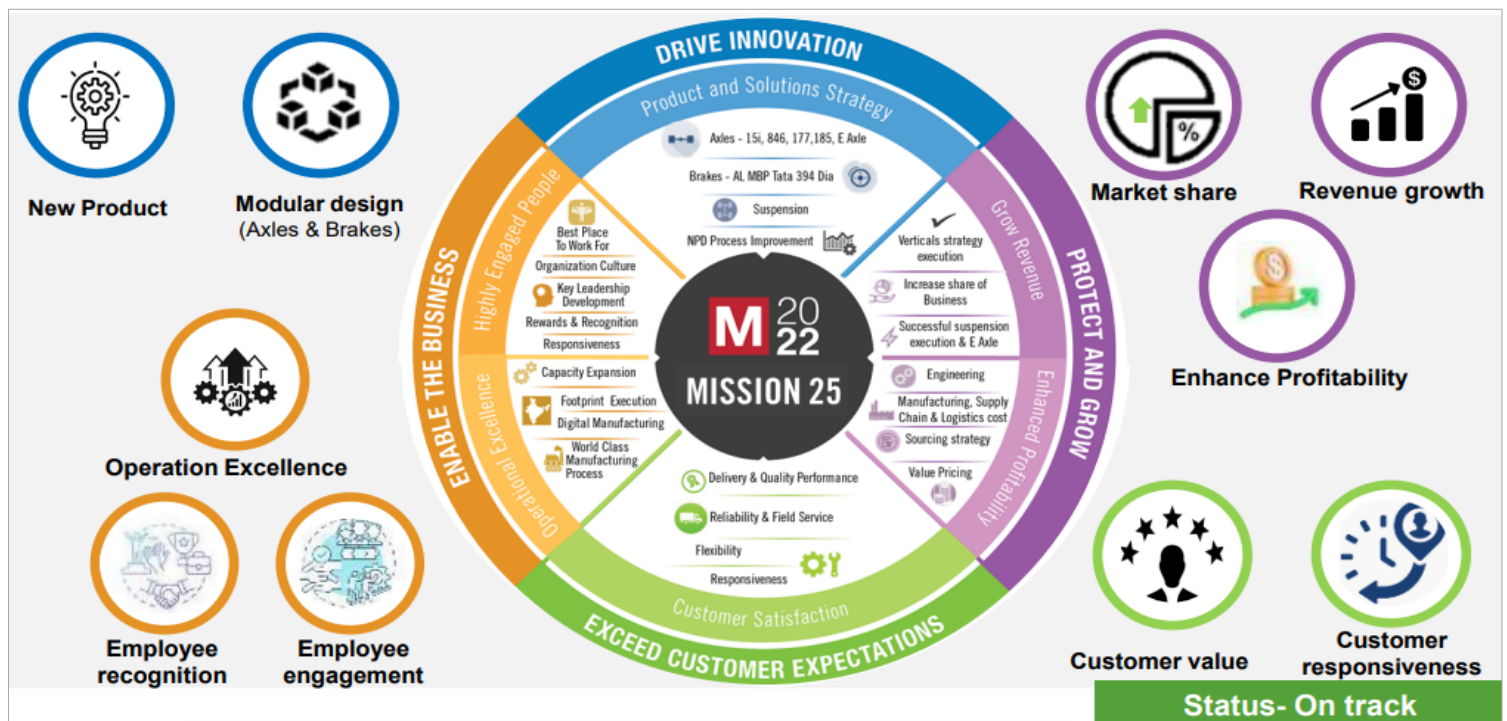 DRIVE INNOVATION
Product and Solutions Strategy
Axles - 15i, 846, 177,185, E Axle
Brakes - AL MBP Tata 394 Dia
Suspension
NPD Process Improvement
New Product
Modular design
(Axles & Brakes)
$
%
Market share
Revenue growth
$
Enhance Profitability
ENABLE THE BUSINESS
Highly Engaged People
Best Place
To Work For
Organization Culture
Key Leadership
Development
Rewards & Recognition
Responsiveness
Operational Excellence
Capacity Expansion
Footprint Execution
Digital Manufacturing
World Class
Manufacturing
Process
M 20
22
MISSION 25
PROTECT AND GROW
Grow Revenue
Verticals strategy
execution
Increase share of
Business
Successful suspension
execution & E Axle
Enhanced Profitability
Engineering
Manufacturing, Supply
Chain & Logistics cost
Sourcing strategy
Value Pricing
Delivery & Quality Performance
Reliability & Field Service
Flexibility
Responsiveness
Customer Satisfaction
EXCEED CUSTOMER EXPECTATIONS
Operation Excellence
Employee
recognition
Employee
engagement
Customer value
Customer
responsiveness
Status- On track